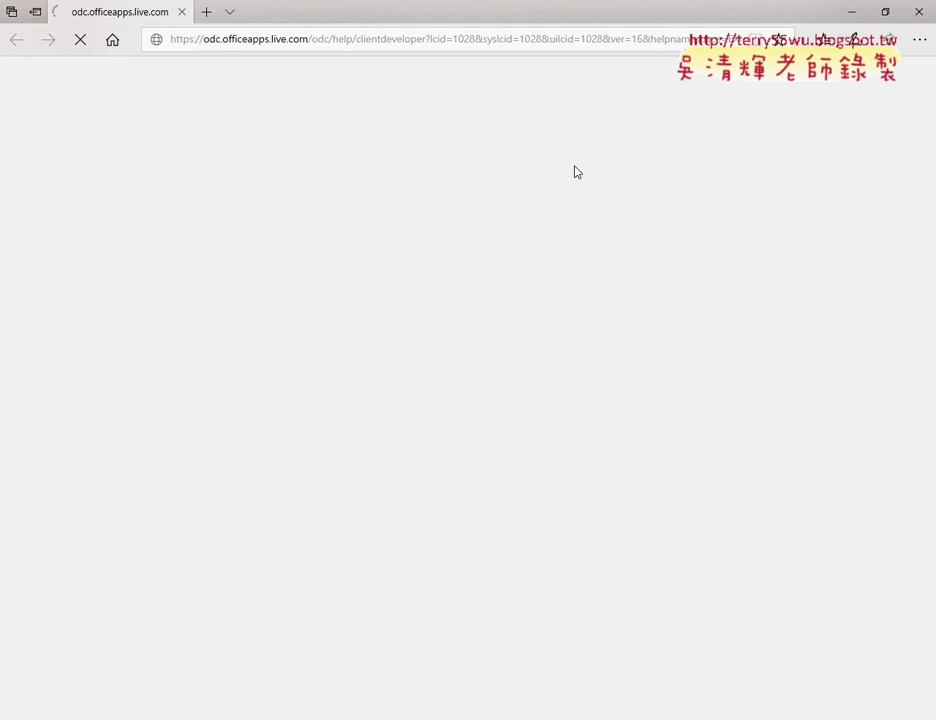 odc.officeapps.live.com
https://odc.officeapps.live.com/odc/help/clientdeveloper?lcid=1028&syslcid=1028&uilcid=1028&ver=16&helpnam
http://terry55wu.blogspot.tw
吳清輝老師錄製